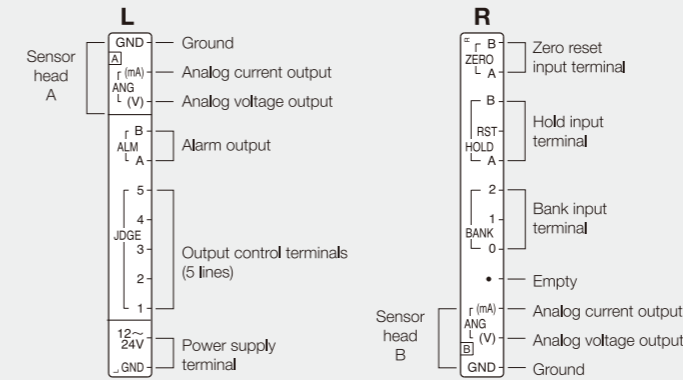 L
Sensor
head
A
GND
A
(mA)
ANG
(V)
Ground
Analog current output
Analog voltage output
B
ALM
A
Alarm output
5
4
JDGE
3
2
1
Output control terminals
(5 lines)
12～
24V
GND
Power supply
terminal
R
R
B
ZERO
A
Zero reset
input terminal
B
RST
HOLD
A
Hold input
terminal
2
1
BANK
0
Bank input
terminal
•
Empty
Sensor
head
B
(mA)
ANG
(V)
B
GND
Analog current output
Analog voltage output
Ground